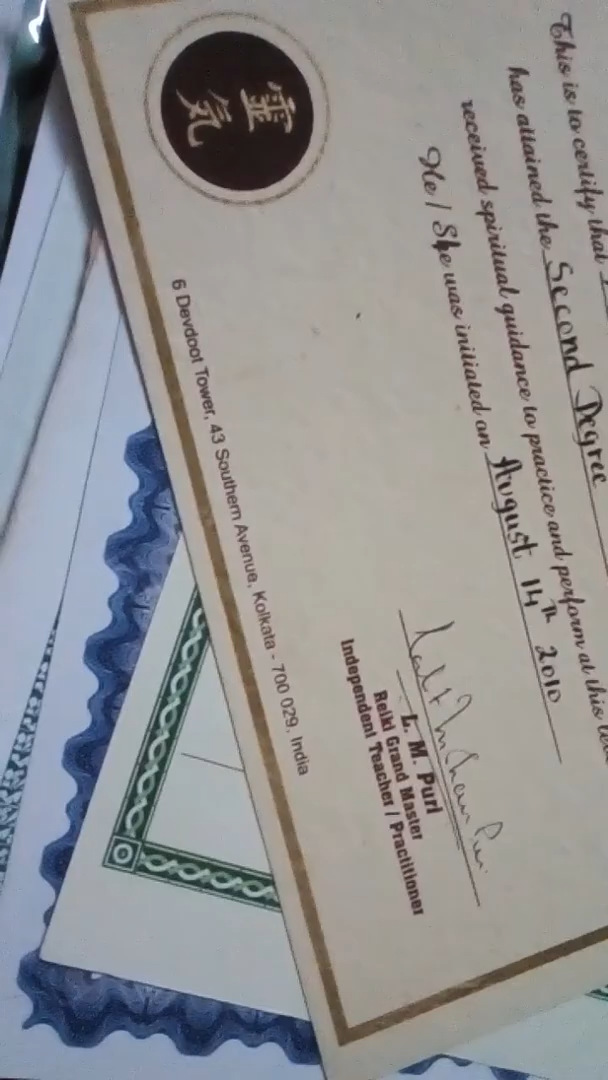 This is to certify that
has attained the Second Degree
received spiritual guidance to practice and perform at this
He / She was initiated on August 14th 2010
靈
気
L. M. Puri
Reiki Grand Master
Independent Teacher / Practitioner
6 Devdoot Tower, 43 Southern Avenue, Kolkata - 700 029, India